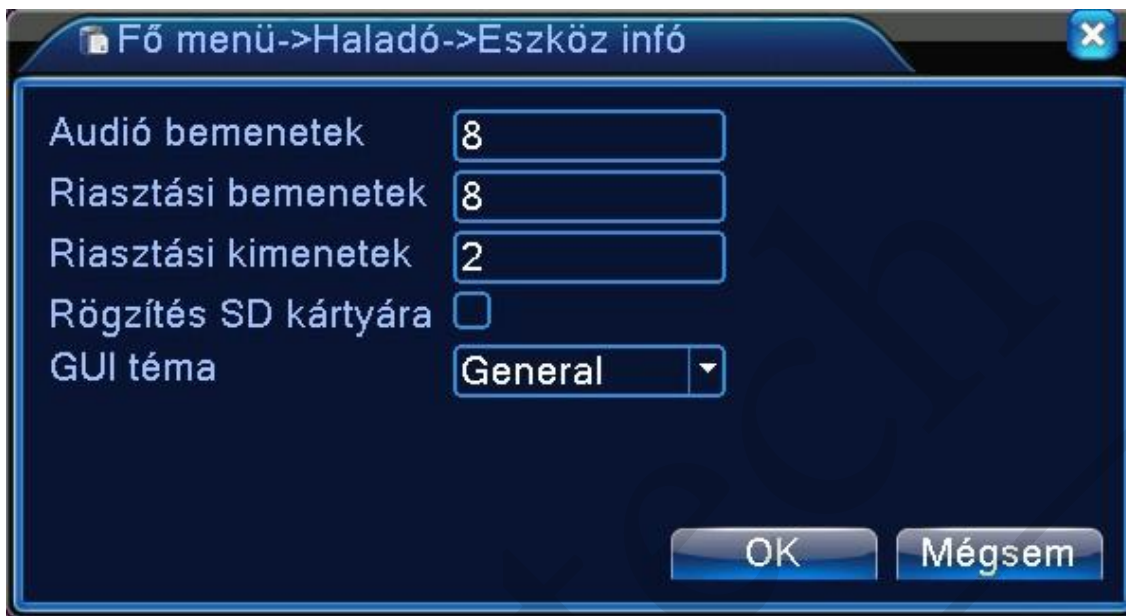 Fő menü->Haladó->Eszköz infó
Audió bemenetek 8
Riasztási bemenetek 8
Riasztási kimenetek 2
Rögzítés SD kártyára
GUI téma General
OK Mégsem